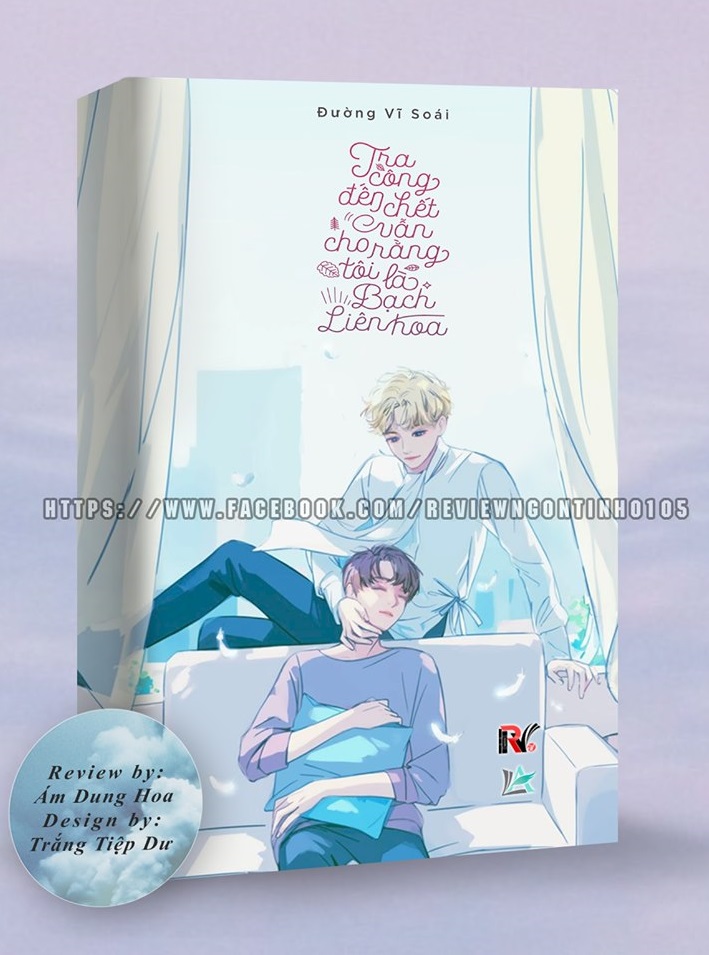 Đường Vĩ Soái
Tra
công
đến chết
vẫn
cho rằng
tôi là
Bạch
Liên hoa
HTTPS://WWW.FACEBOOK.COM/REVIEWNGONTINH0105
RV
Review by:
Ám Dung Hoa
Design by:
Trắng Tiệp Dư